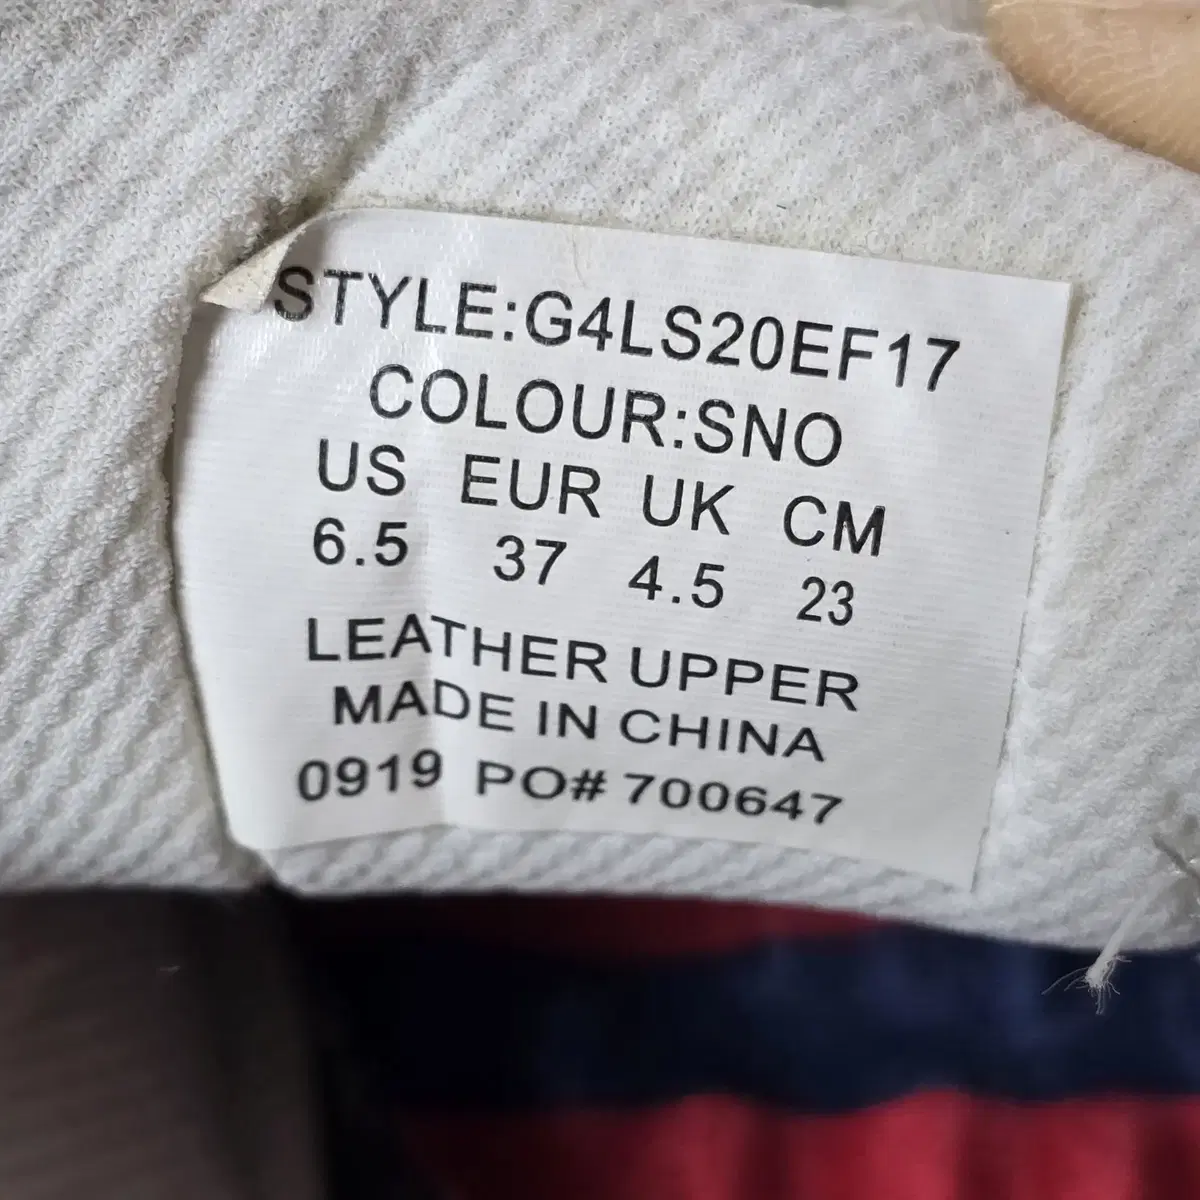 STYLE:G4LS20EF17
COLOUR:SNO
US EUR UK CM
6.5 37 4.5 23
LEATHER UPPER
MADE IN CHINA
0919 PO# 700647